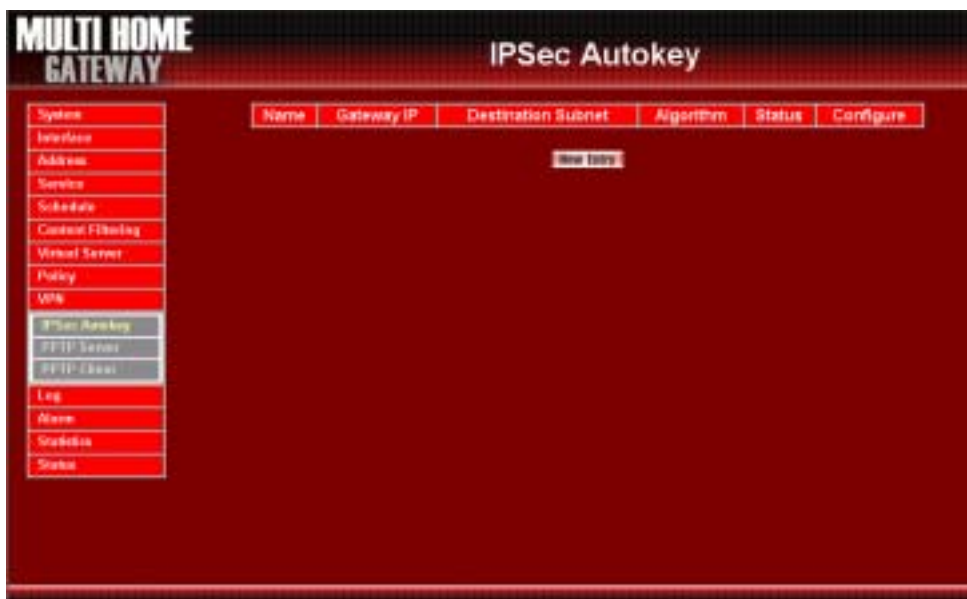 MULTI HOME
GATEWAY
IPSec Autokey
System
Interface
Address
Service
Schedule
Content Filtering
Virtual Server
Policy
VPN
IPSec Autokey
PPTP Server
PPTP Client
Log
Alarm
Statistics
Status
Name Gateway IP Destination Subnet Algorithm Status Configure
New Entry